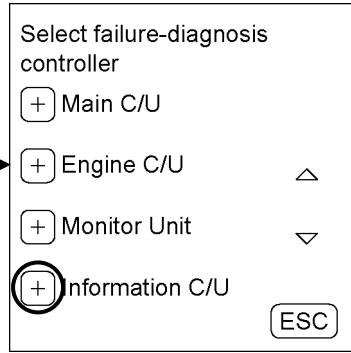 Select failure-diagnosis
controller
+ Main C/U
+ Engine C/U
+ Monitor Unit
+ Information C/U
ESC